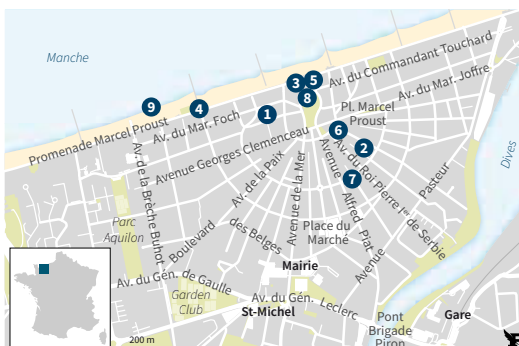 Manche
Av. du Commandant Touchard
Av. du Mar. Joffre
3
5
8
9
4
1
Pl. Marcel
Proust
Promenade Marcel Proust
Av. du Mar. Foch
6
2
7
Avenue Georges Clemenceau
Av. de la Brèche Buhot
Av. de la Paix
Avenue de la Mer
Avenue Alfred Piat
Av. du Roi Pierre Ier de Serbie
Pasteur
Dives
Parc
Aquilon
Boulevard
des Belges
Place du
Marché
Avenue
Mairie
Av. du Gén. de Gaulle
Garden
Club
Av. du Gén. Leclerc
St-Michel
Pont
Brigade
Piron
Gare
200 m